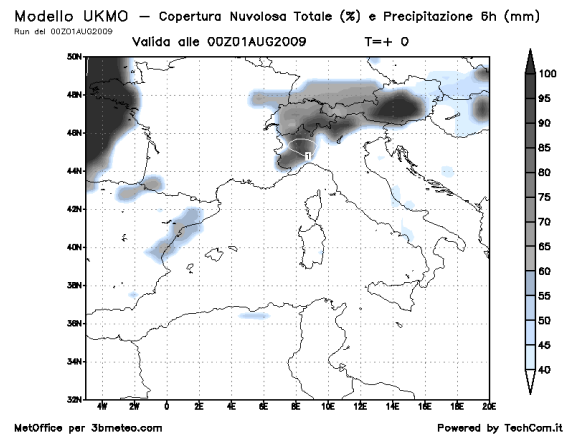 Modello UKMO – Copertura Nuvolosa Totale (%) e Precipitazione 6h (mm)
Run del 00Z01AUG2009
Valida alle 00Z01AUG2009 T=+ 0
50N
48N
46N
44N
42N
40N
38N
36N
34N
32N
4W 2W 0 2E 4E 6E 8E 10E 12E 14E 16E 18E 20E
1
100
95
90
85
80
75
70
65
60
55
50
45
40
MetOffice per 3bmeteo.com Powered by TechCom.it